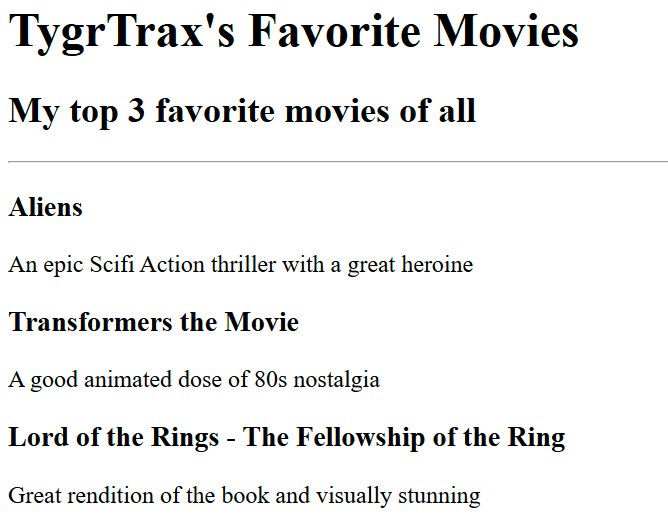 TygrTrax's Favorite Movies
My top 3 favorite movies of all
Aliens
An epic Scifi Action thriller with a great heroine
Transformers the Movie
A good animated dose of 80s nostalgia
Lord of the Rings - The Fellowship of the Ring
Great rendition of the book and visually stunning